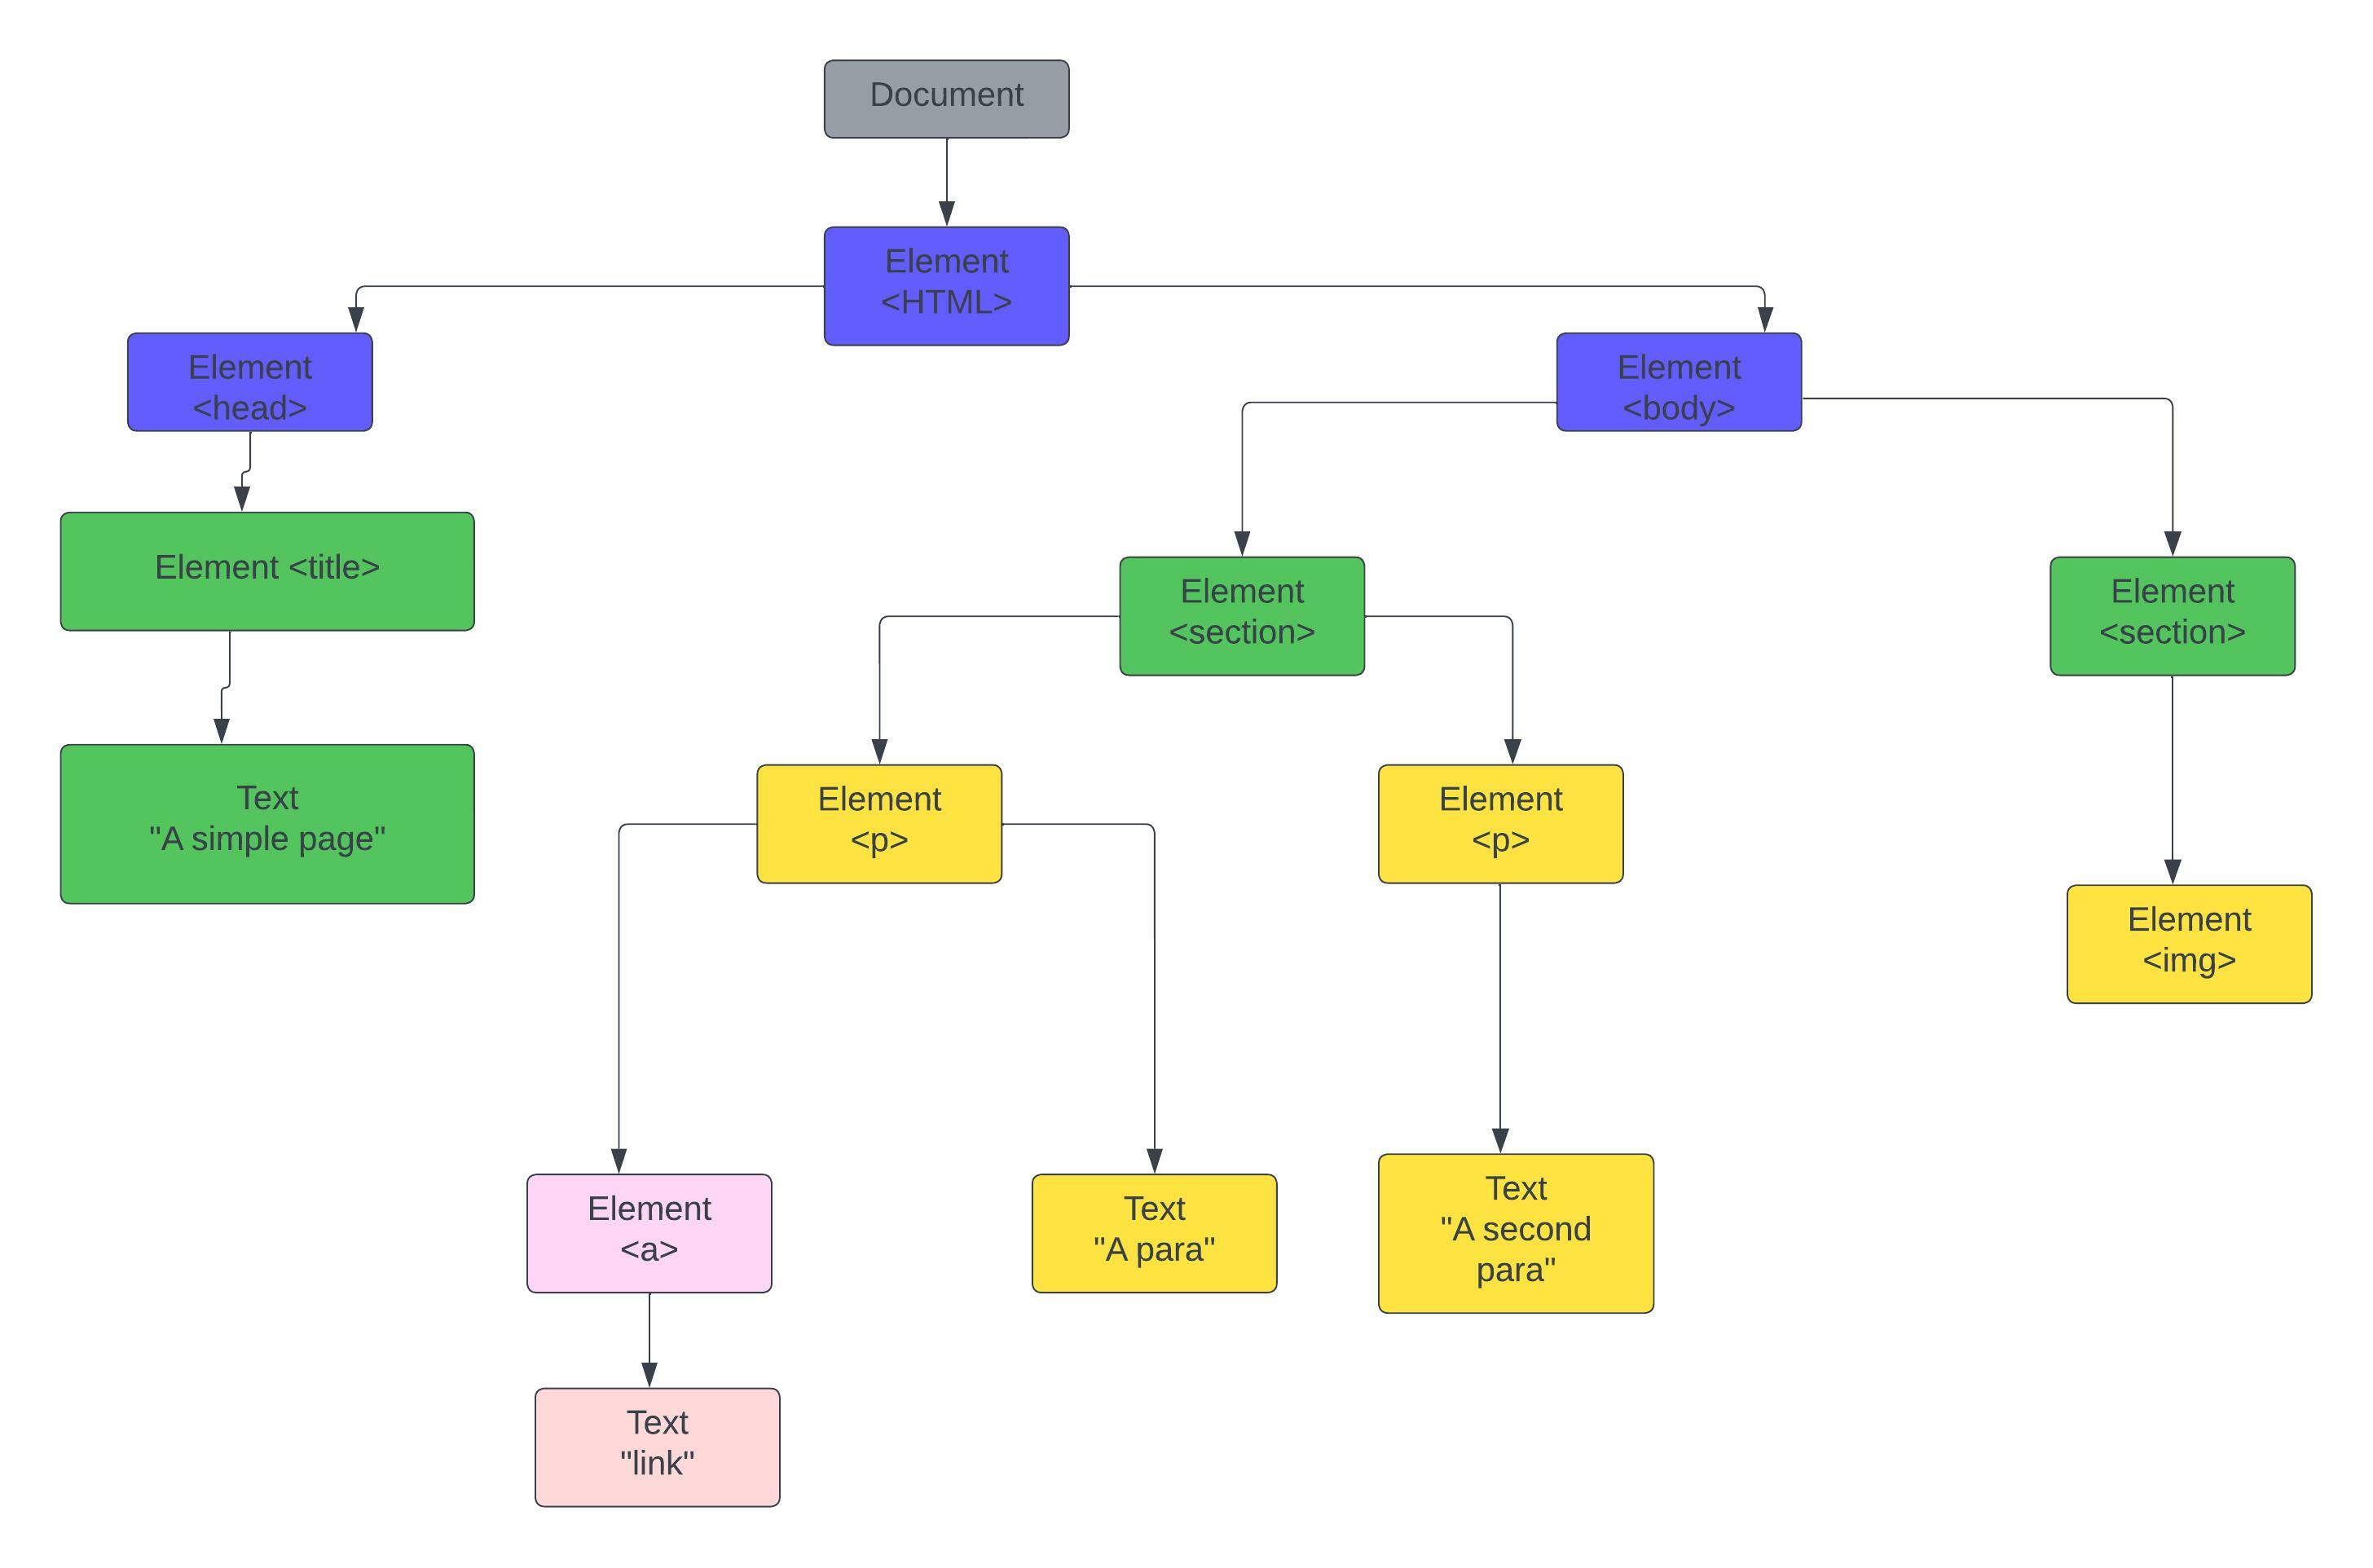 Document
Element
<HTML>
Element
<head>
Element
<body>
Element <title>
Element
<section>
Element
<section>
Text
"A simple page"
Element
<p>
Element
<p>
Element
<img>
Element
<a>
Text
"A para"
Text
"A second
para"
Text
"link"